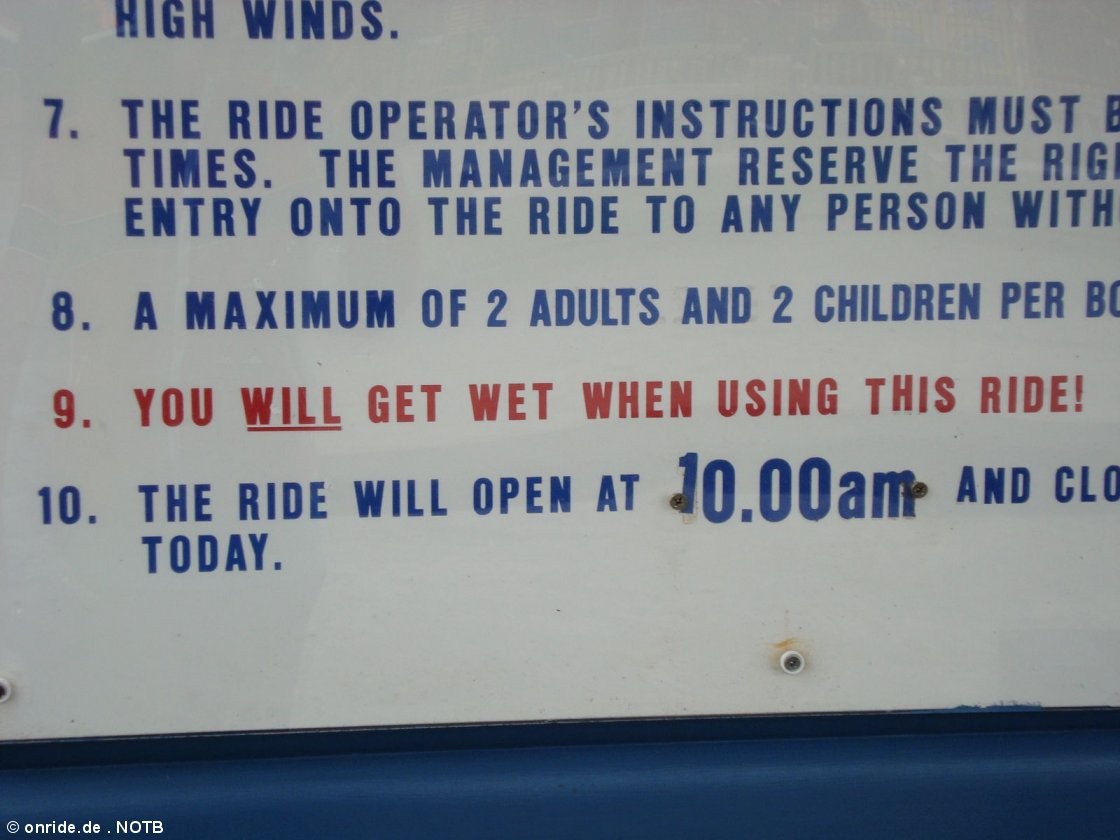 HIGH WINDS.
7. THE RIDE OPERATOR'S INSTRUCTIONS MUST
TIMES. THE MANAGEMENT RESERVE THE
ENTRY ONTO THE RIDE TO ANY PERSON WITH
8. A MAXIMUM OF 2 ADULTS AND 2 CHILDREN PER
9. YOU WILL GET WET WHEN USING THIS RIDE!
10. THE RIDE WILL OPEN AT 10.00am AND
TODAY.
© onride.de . NOTB